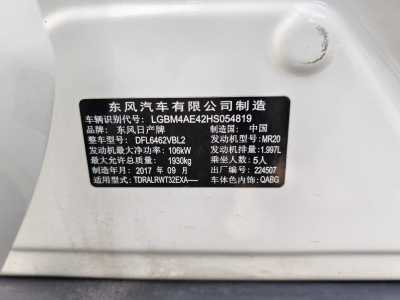 东风汽车有限公司制造
车辆识别代号: LGBM4AE42HS054819
品牌: 东风日产牌 制造国: 中国
整车型号: DFL6462VBL2 发动机型号: MR20
发动机最大净功率: 106kW 发动机排量: 1.997L
最大允许总质量: 1930kg 乘坐人数: 5人
制造年月: 2017 年 09 月 出厂编号: 224507
适用型式: TDRALRWT32EXA—— 车体色内饰: QABG